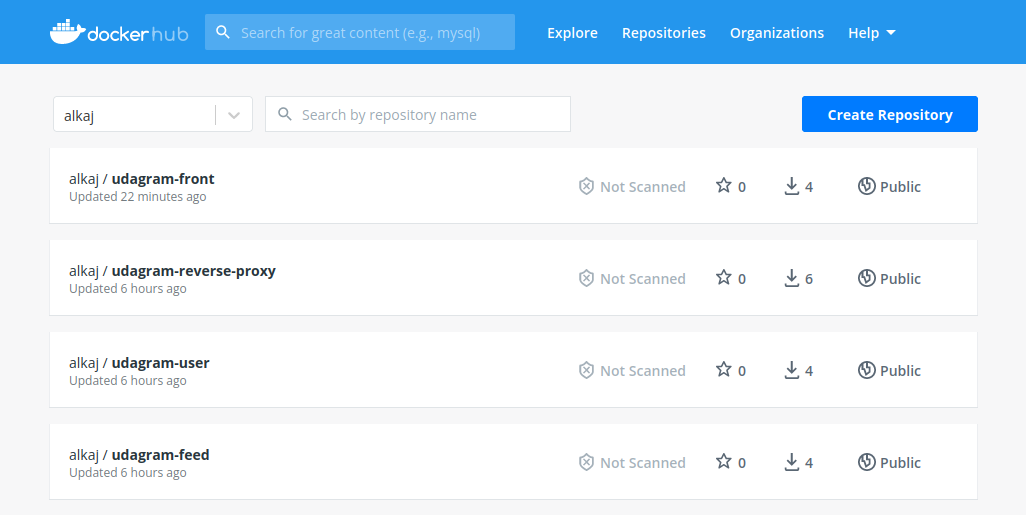 dockerhub Search for great content (e.g., mysql) Explore Repositories Organizations Help
alkaj Search by repository name Create Repository
alkaj / udagram-front
Updated 22 minutes ago
Not Scanned 0 4 Public
alkaj / udagram-reverse-proxy
Updated 6 hours ago
Not Scanned 0 6 Public
alkaj / udagram-user
Updated 6 hours ago
Not Scanned 0 4 Public
alkaj / udagram-feed
Updated 6 hours ago
Not Scanned 0 4 Public